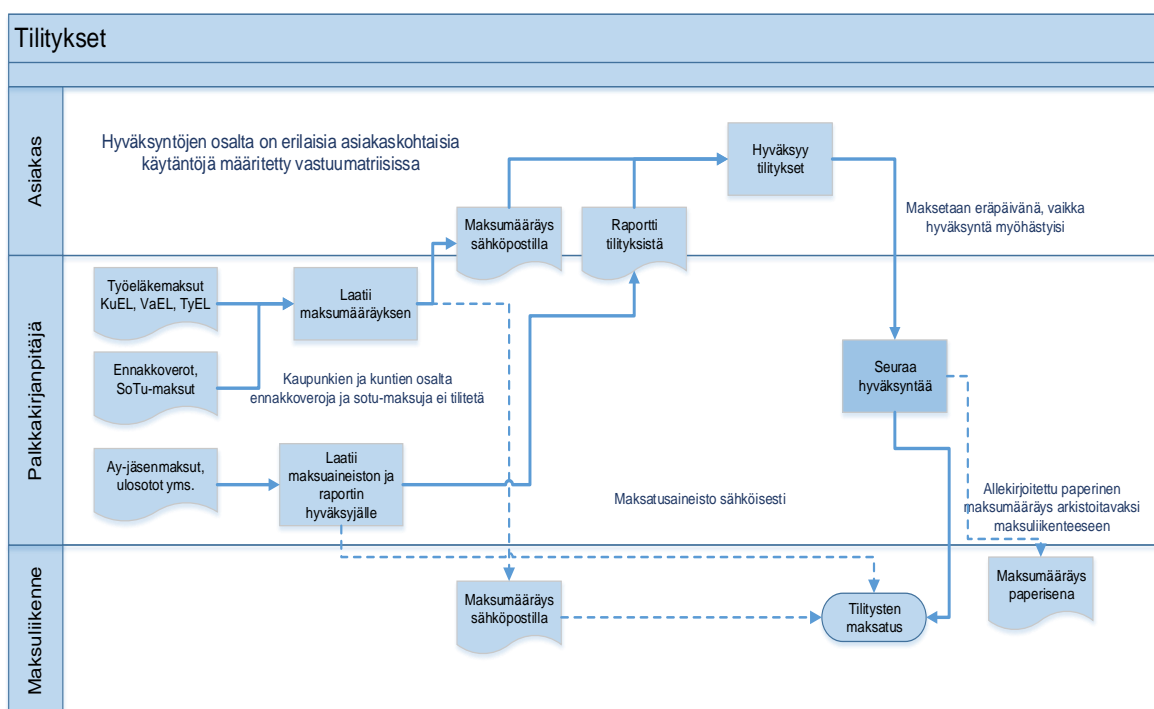 Tilitykset
Asiakas
Hyväksyntöjen osalta on erilaisia asiakaskohtaisia
käytäntöjä määritetty vastuumatriisissa
Maksumääräys
sähköpostilla
Raportti
tilityksistä
Hyväksyy
tilitykset
Maksetaan eräpäivänä, vaikka
hyväksyntä myöhästyisi
Palkkakirjanpitäjä
Työeläkemaksut
KuEL, VaEL, TyEL
Laatii
maksumääräyksen
Ennakkoverot,
SoTu-maksut
Kaupunkien ja kuntien osalta
ennakkoveroja ja sotu-maksuja ei tilitetä
Seuraa
hyväksyntää
Ay-jäsenmaksut,
ulosotot yms.
Laatii
maksuaineiston ja
raportin
hyväksyjälle
Maksatusaineisto sähköisesti
Allekirjoitettu paperinen
maksumääräys arkistoitavaksi
maksuliikenteeseen
Maksuliikenne
Maksumääräys
sähköpostilla
Tilitysten
maksatus
Maksumääräys
paperisena